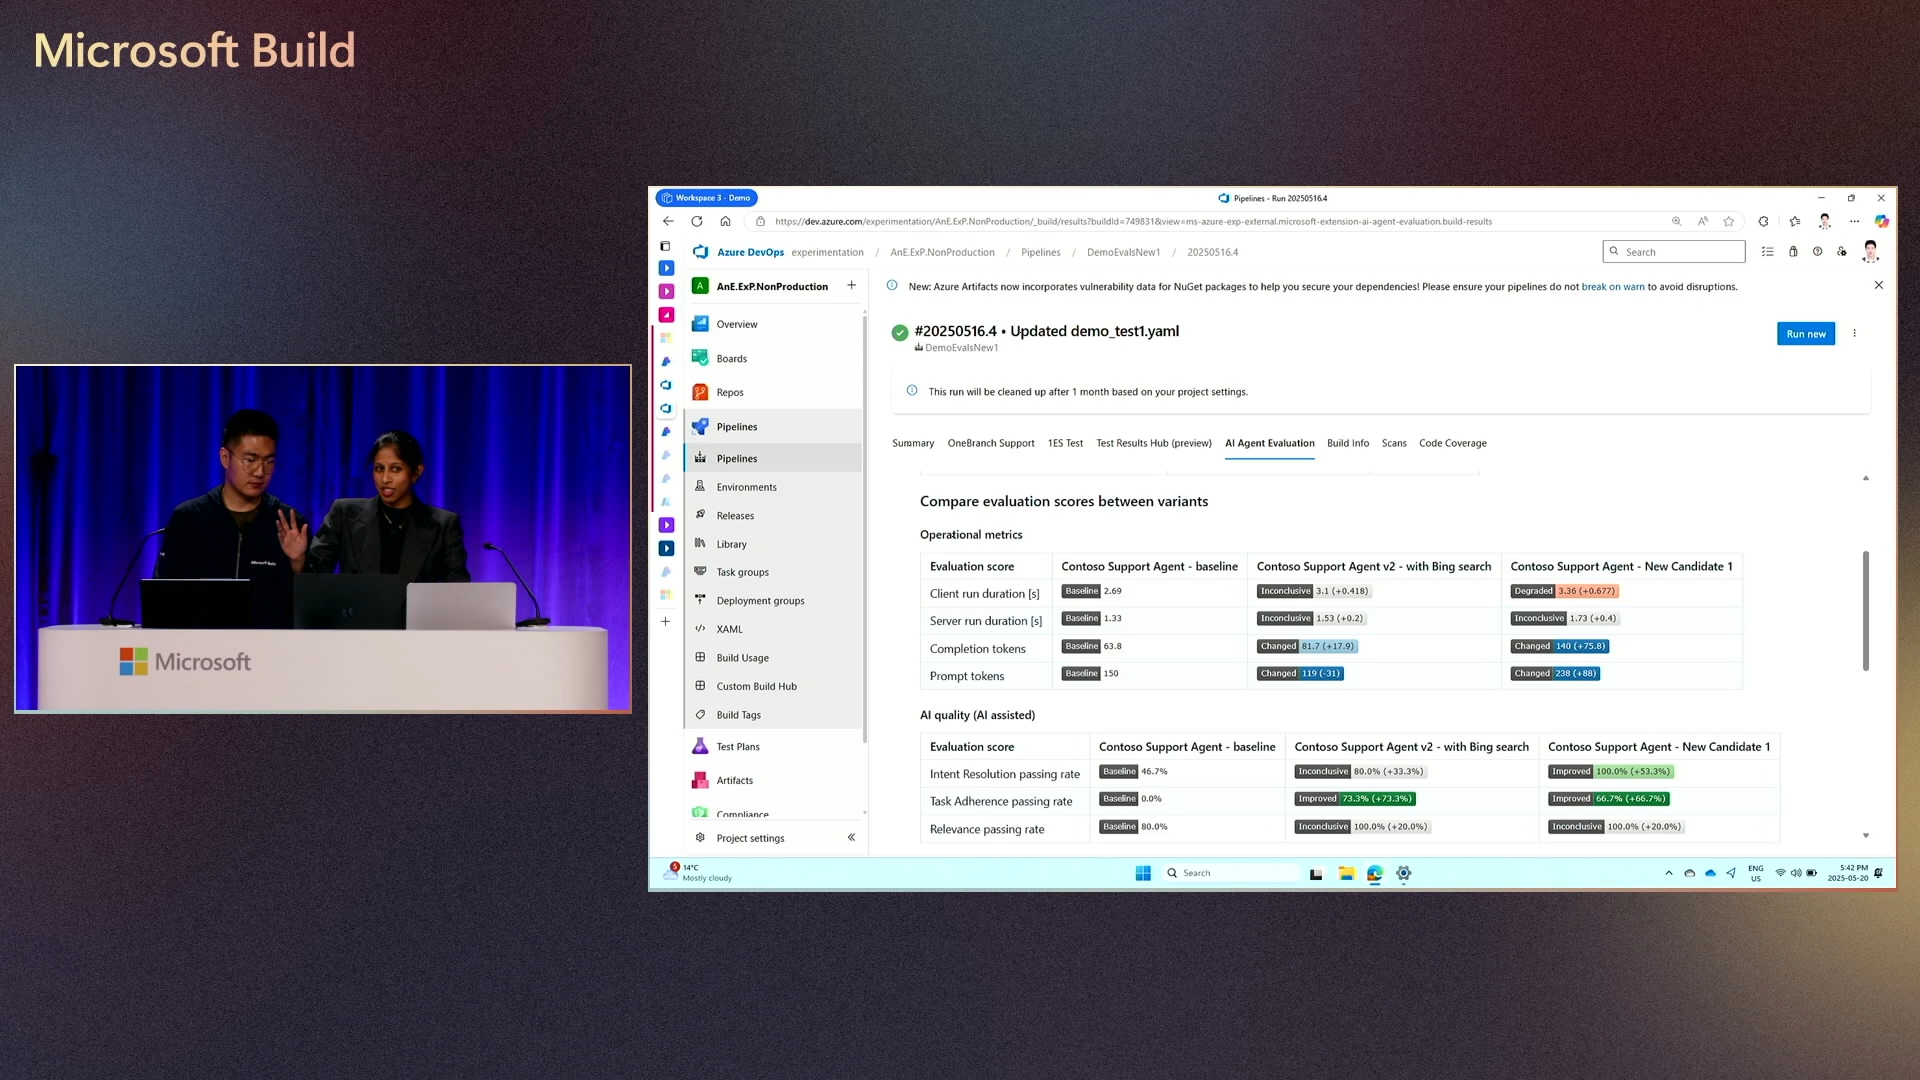 Microsoft Build
Microsoft
Workspace 3 - Demo
Pipelines - Run 20250516.4
https://dev.azure.com/experimentation/AnE.ExP.NonProduction/_build/results?buildId=749831&view=ms-azure-exp-external.microsoft-extension-ai-agent-evaluation.build-results
Azure DevOps experimentation / AnE.ExP.NonProduction / Pipelines / DemoEvalsNew1 / 20250516.4
Search
A AnE.ExP.NonProduction +
Overview
Boards
Repos
Pipelines
Pipelines
Environments
Releases
Library
Task groups
Deployment groups
XAML
Build Usage
Custom Build Hub
Build Tags
Test Plans
Artifacts
Compliance
Project settings
New: Azure Artifacts now incorporates vulnerability data for NuGet packages to help you secure your dependencies! Please ensure your pipelines do not break on warn to avoid disruptions.
#20250516.4 • Updated demo_test1.yaml
DemoEvalsNew1
Run new
This run will be cleaned up after 1 month based on your project settings.
Summary OneBranch Support 1ES Test Test Results Hub (preview) AI Agent Evaluation Build Info Scans Code Coverage
Compare evaluation scores between variants
Operational metrics
Evaluation score Contoso Support Agent - baseline Contoso Support Agent v2 - with Bing search Contoso Support Agent - New Candidate 1
Client run duration [s] Baseline 2.69 Inconclusive 3.1 (+0.418) Degraded 3.36 (+0.677)
Server run duration [s] Baseline 1.33 Inconclusive 1.53 (+0.2) Inconclusive 1.73 (+0.4)
Completion tokens Baseline 63.8 Changed 81.7 (+17.9) Changed 140 (+75.8)
Prompt tokens Baseline 150 Changed 119 (-31) Changed 238 (+88)
AI quality (AI assisted)
Evaluation score Contoso Support Agent - baseline Contoso Support Agent v2 - with Bing search Contoso Support Agent - New Candidate 1
Intent Resolution passing rate Baseline 46.7% Inconclusive 80.0% (+33.3%) Improved 100.0% (+53.3%)
Task Adherence passing rate Baseline 0.0% Improved 73.3% (+73.3%) Improved 66.7% (+66.7%)
Relevance passing rate Baseline 80.0% Inconclusive 100.0% (+20.0%) Inconclusive 100.0% (+20.0%)
5 14°C
Mostly cloudy
Search
ENG
US
5:42 PM
2025-05-20